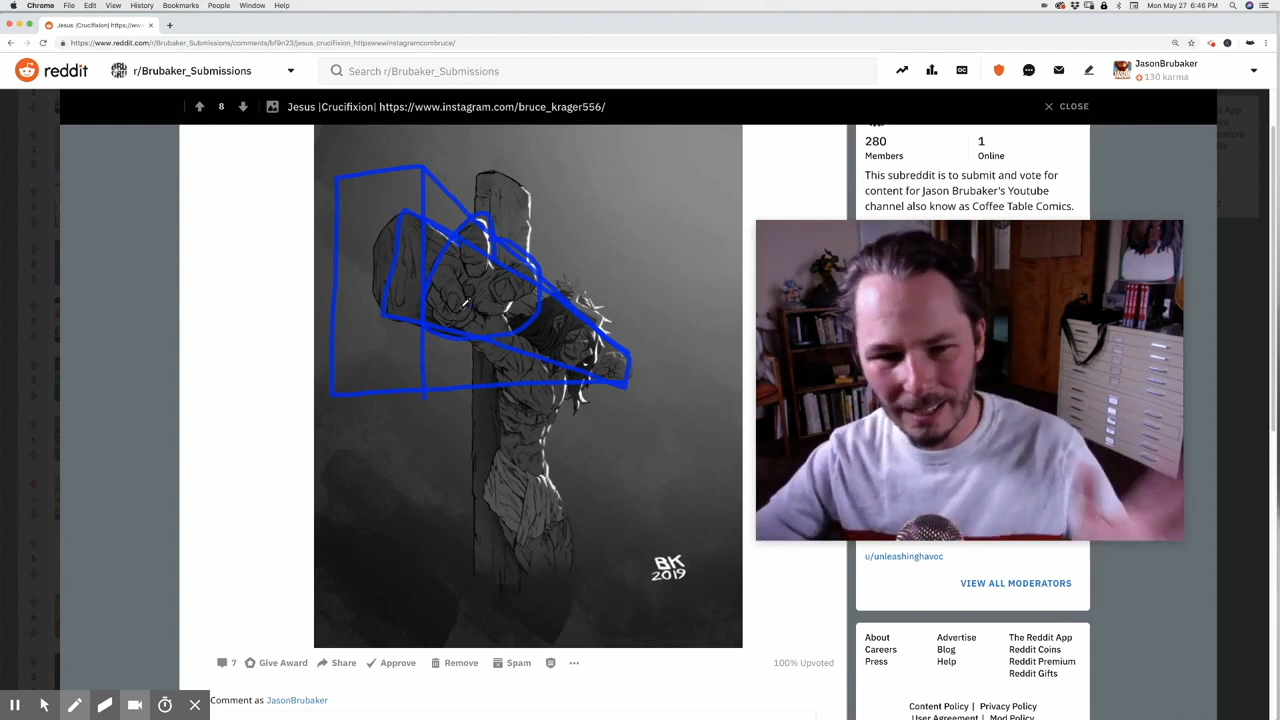 Chrome File Edit View History Bookmarks People Window Help
Mon May 27 6:46 PM
Jesus |Crucifixion| https://ww
https://www.reddit.com/r/Brubaker_Submissions/comments/bf9n23/jesus_crucifixion_httpswwwinstagramcombruce/
reddit r/Brubaker_Submissions Search r/Brubaker_Submissions JasonBrubaker
130 karma
8 Jesus |Crucifixion| https://www.instagram.com/bruce_krager556/ CLOSE
280 1
Members Online
This subreddit is to submit and vote for
content for Jason Brubaker's Youtube
channel also know as Coffee Table Comics.
BK
2019
u/unleashinghavoc
VIEW ALL MODERATORS
About Advertise The Reddit App
Careers Blog Reddit Coins
Press Help Reddit Premium
Reddit Gifts
7 Give Award Share Approve Remove Spam 100% Upvoted
Comment as JasonBrubaker
Content Policy | Privacy Policy
User Agreement | Mod Policy